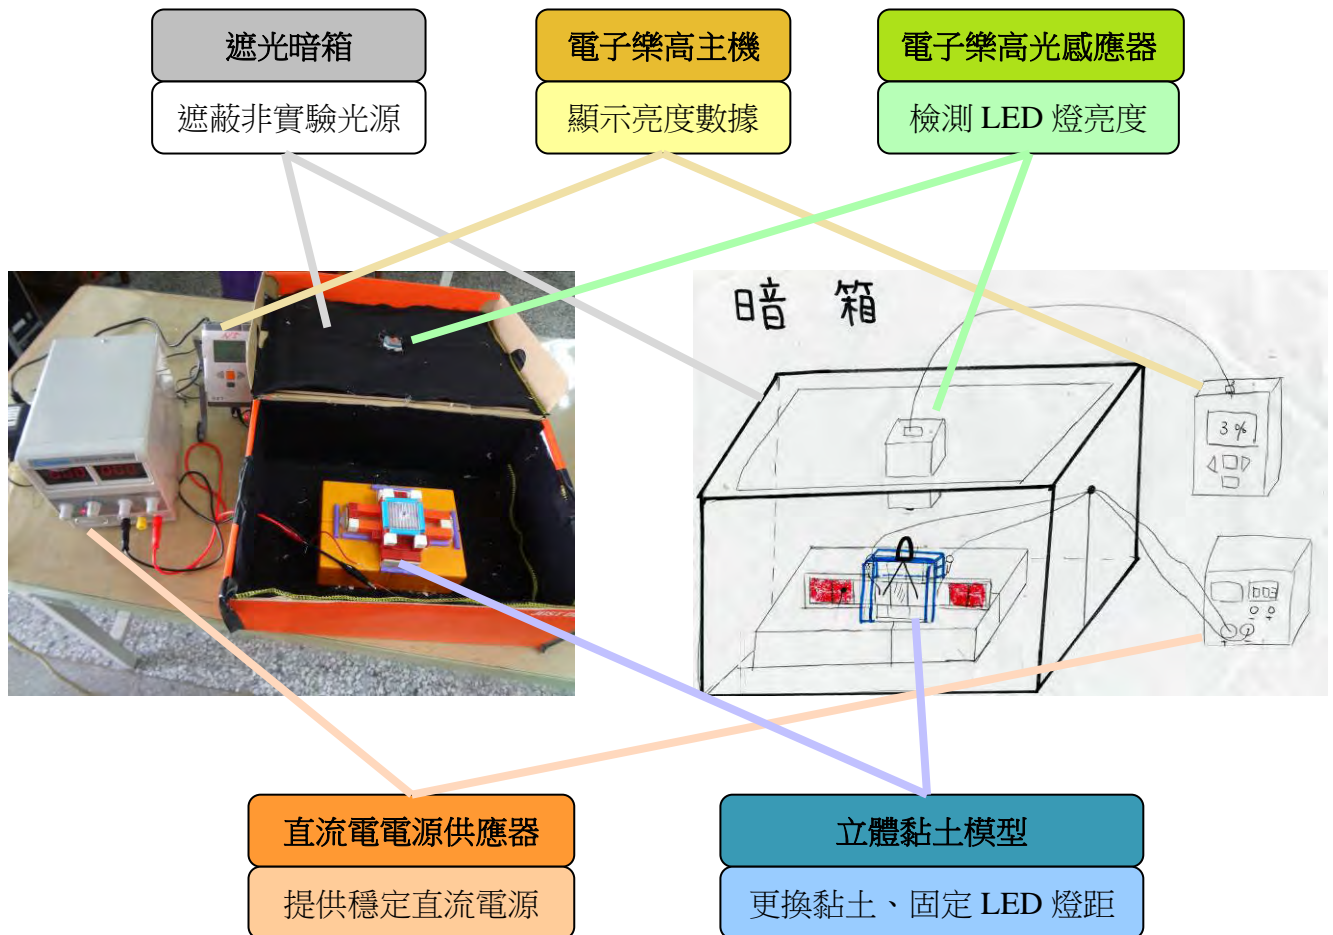 遮光暗箱
遮蔽非實驗光源
電子樂高主機
顯示亮度數據
電子樂高光感應器
檢測 LED 燈亮度
暗 箱
3%
003
直流電電源供應器
提供穩定直流電源
立體黏土模型
更換黏土、固定 LED 燈距